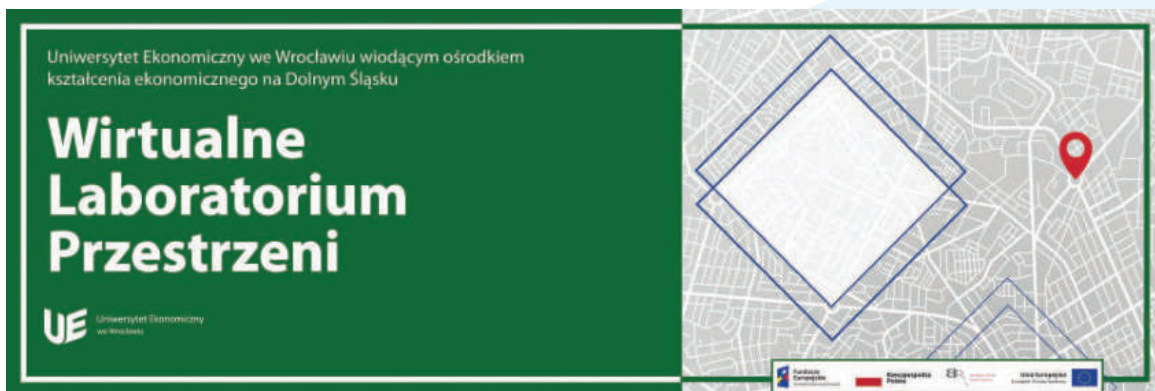 Uniwersytet Ekonomiczny we Wrocławiu wiodącym ośrodkiem
kształcenia ekonomicznego na Dolnym Śląsku
Wirtualne
Laboratorium
Przestrzeni
UE
Uniwersytet Ekonomiczny
we Wrocławiu
Fundusze
Europejskie
Rzeczpospolita
Polska
Unia Europejska